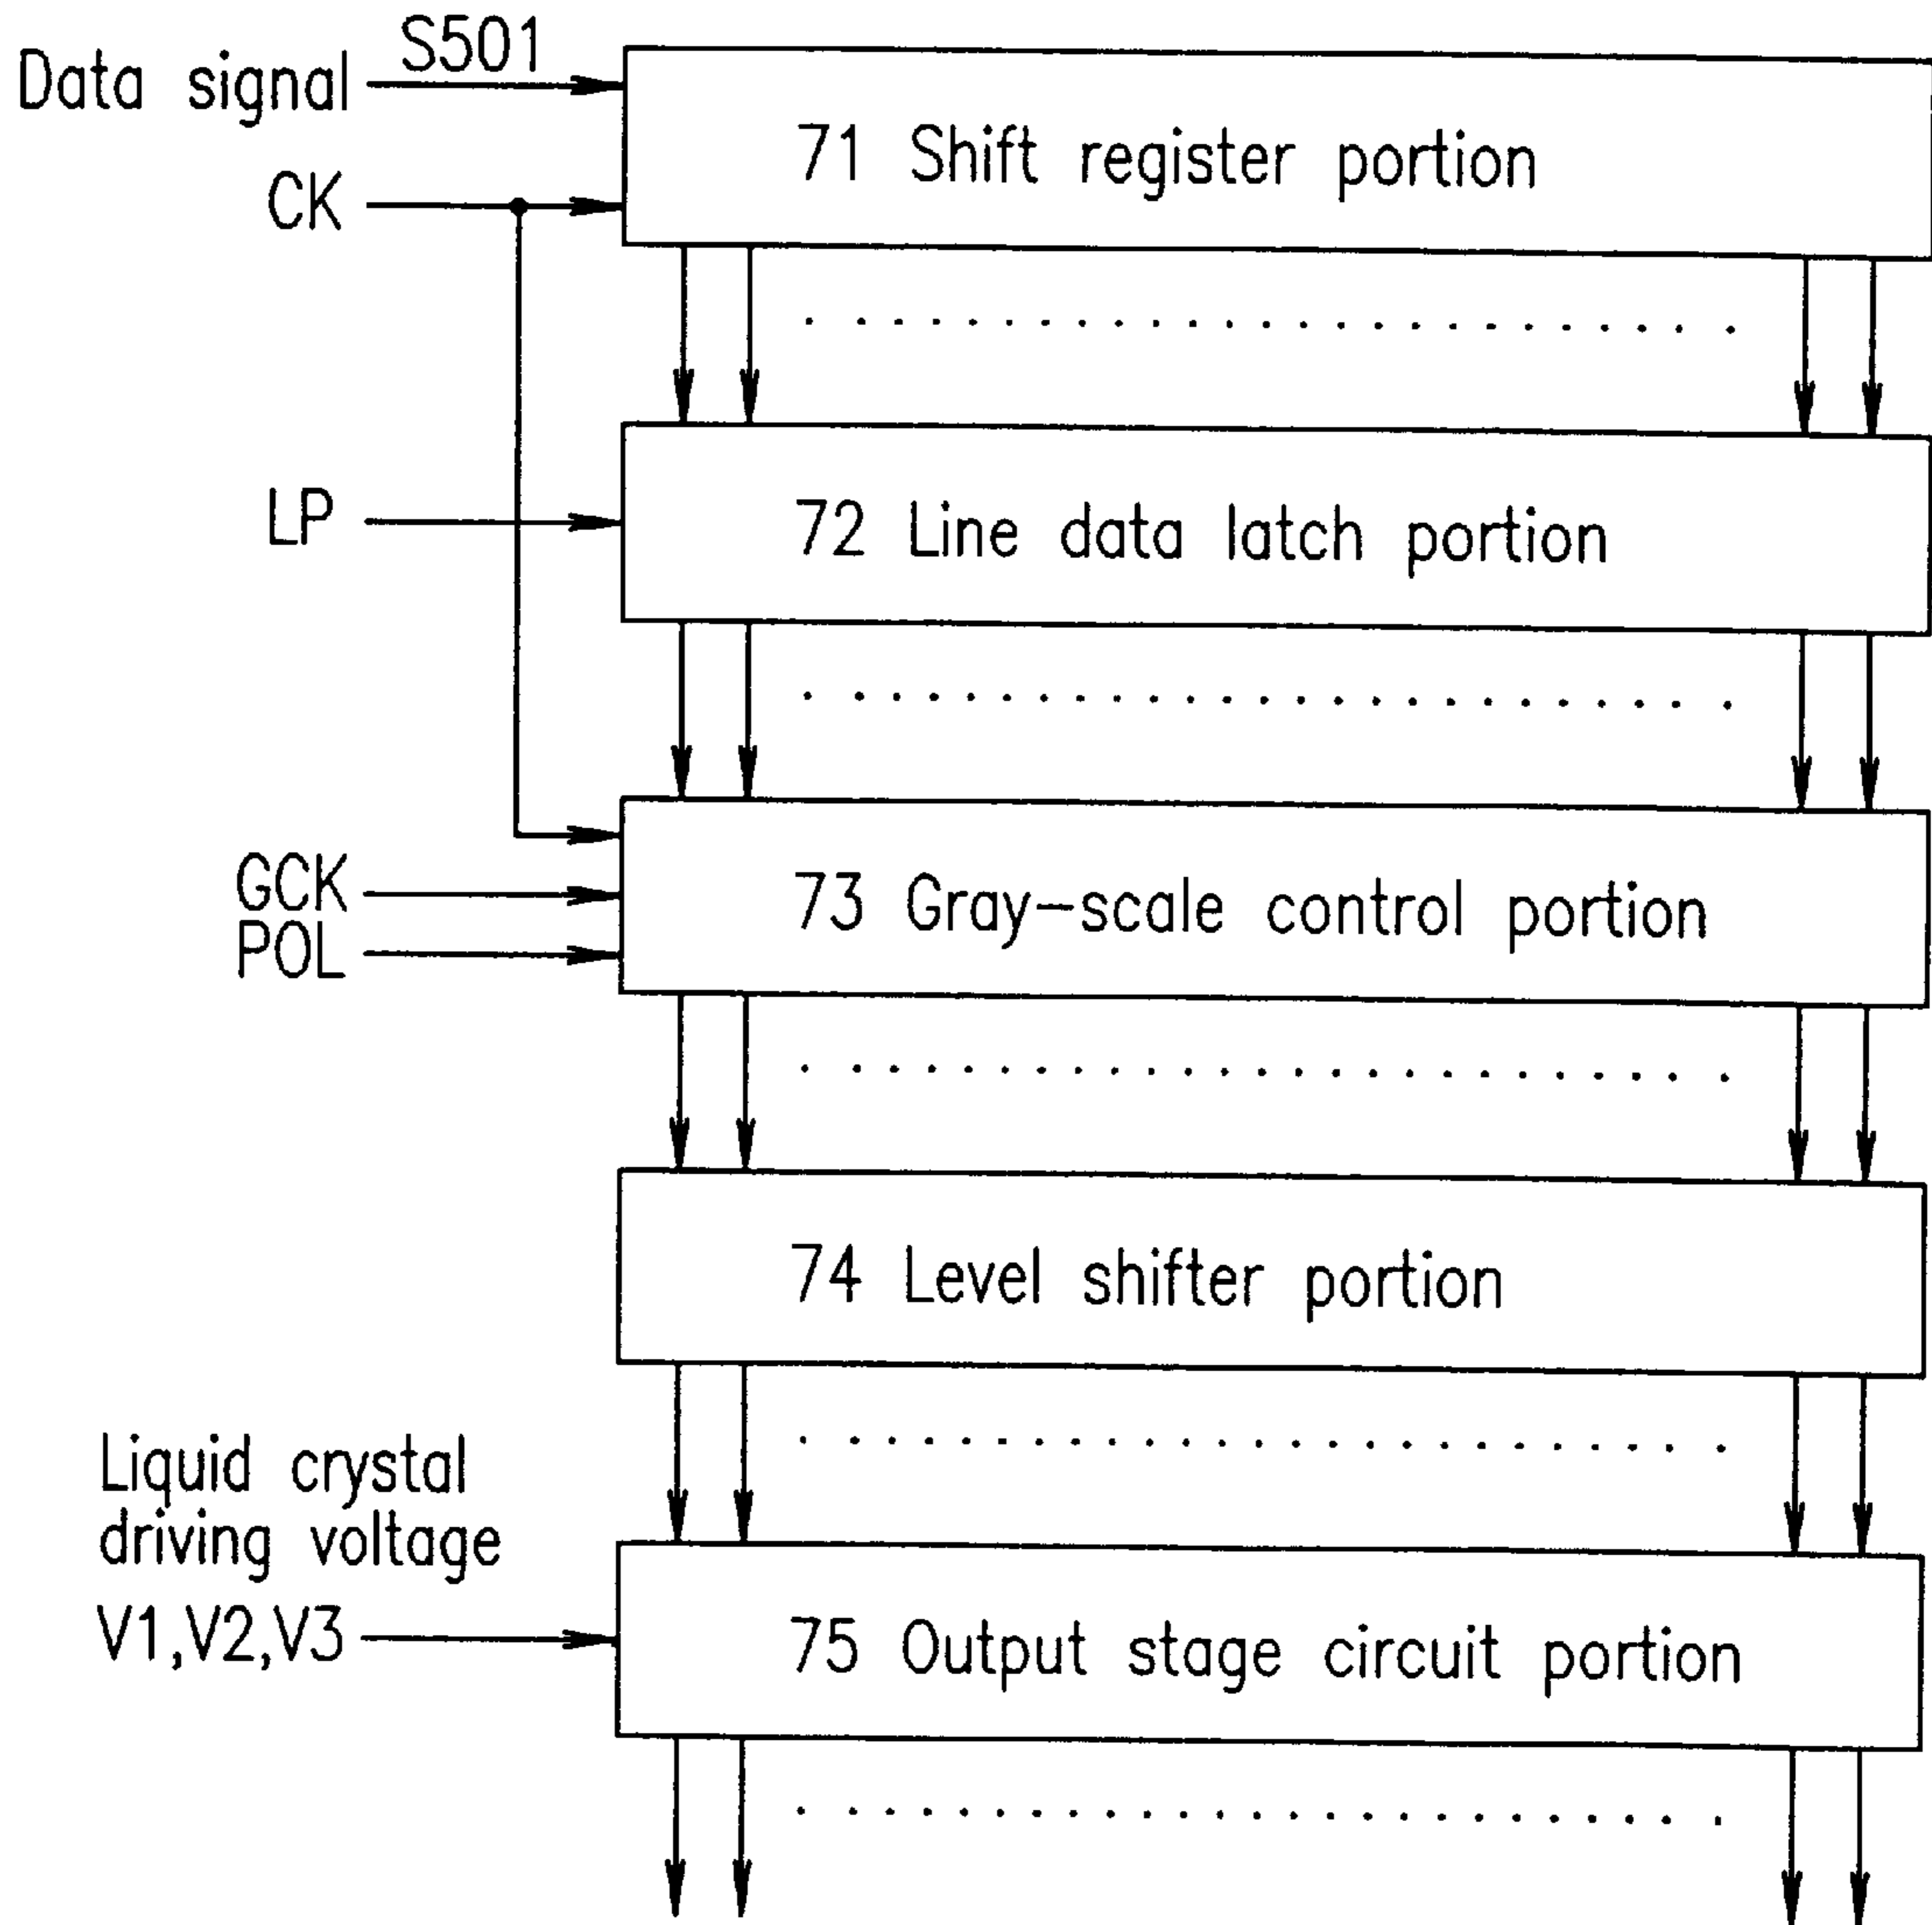 S501
Data signal
71 Shift register portion
CK
LP
72 Line data latch portion
GCK
73 Gray-scale control portion
POL
74 Level shifter portion
Liquid crystal
driving voltage
V1,V2,V3
75 Output stage circuit portion